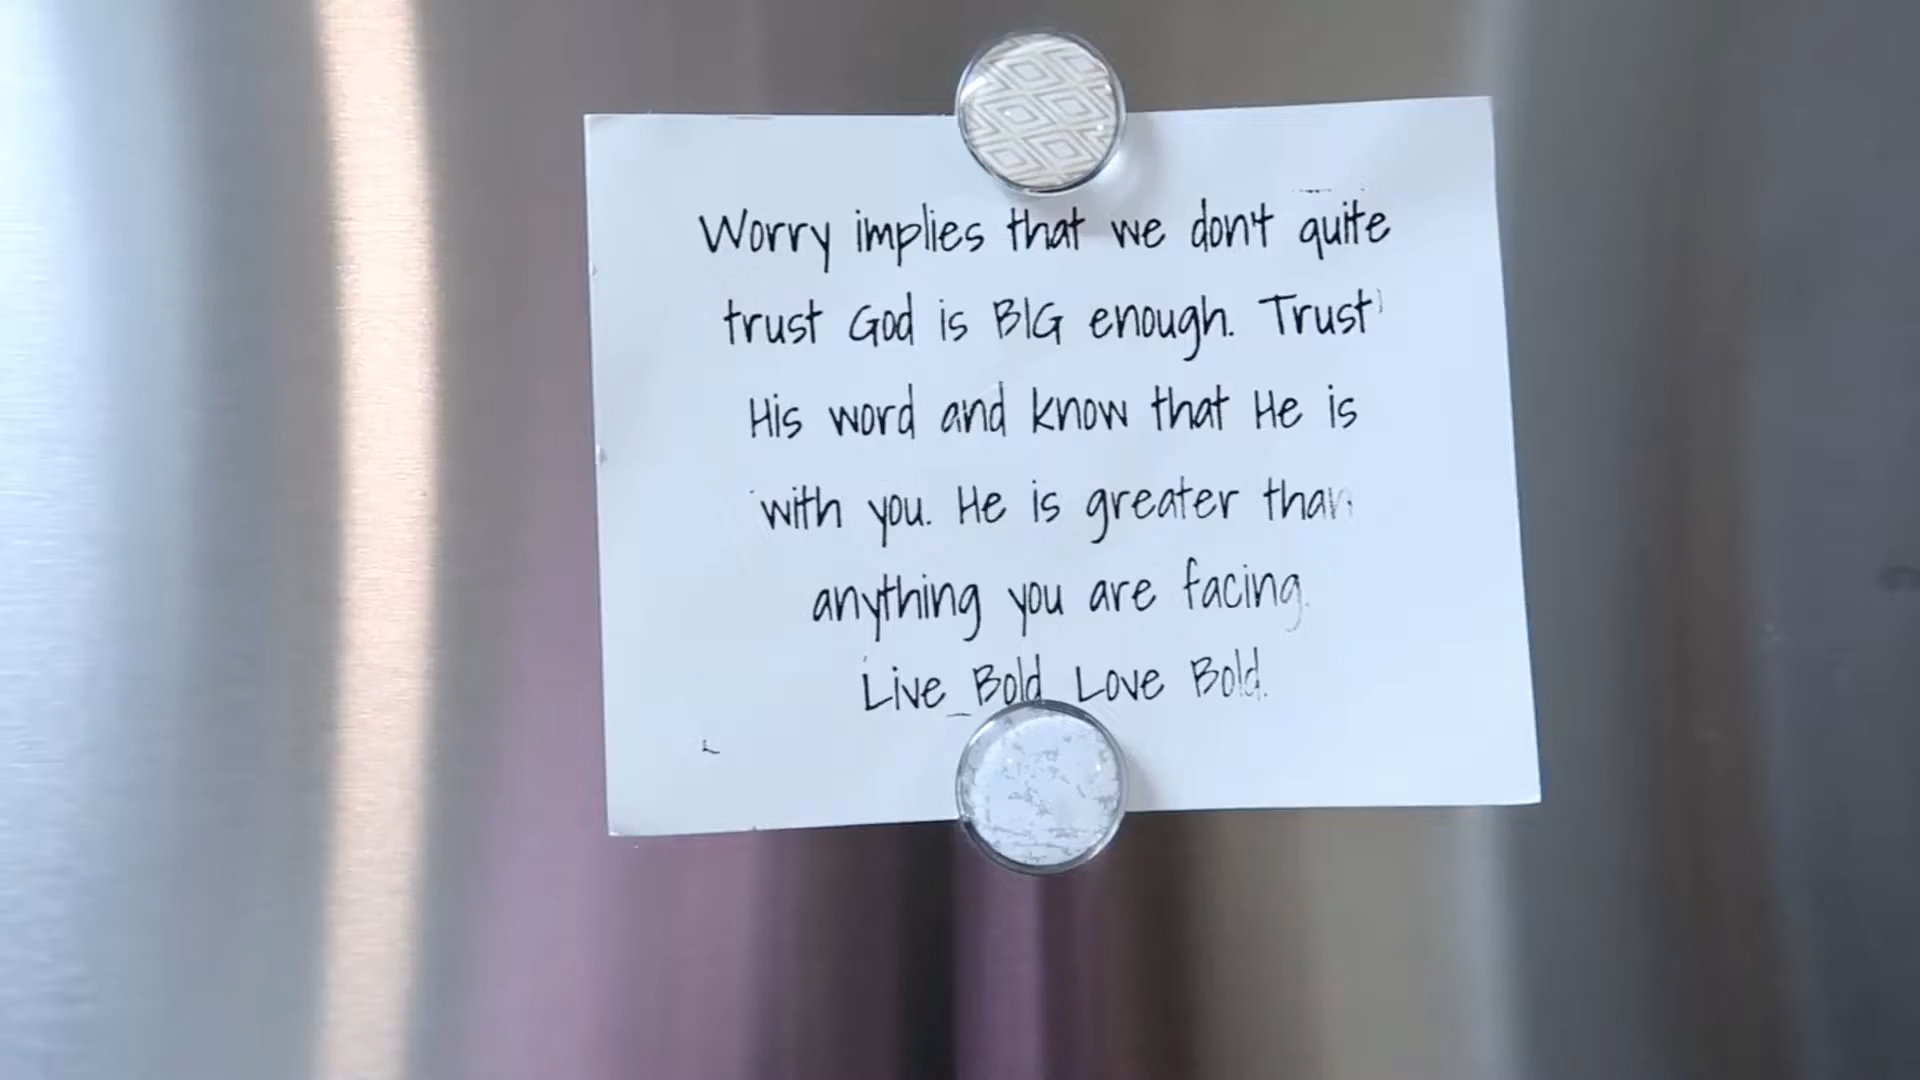 Worry implies that we don't quite
trust God is BIG enough. Trust
His word and know that He is
with you. He is greater than
anything you are facing.
Live Bold Love Bold.